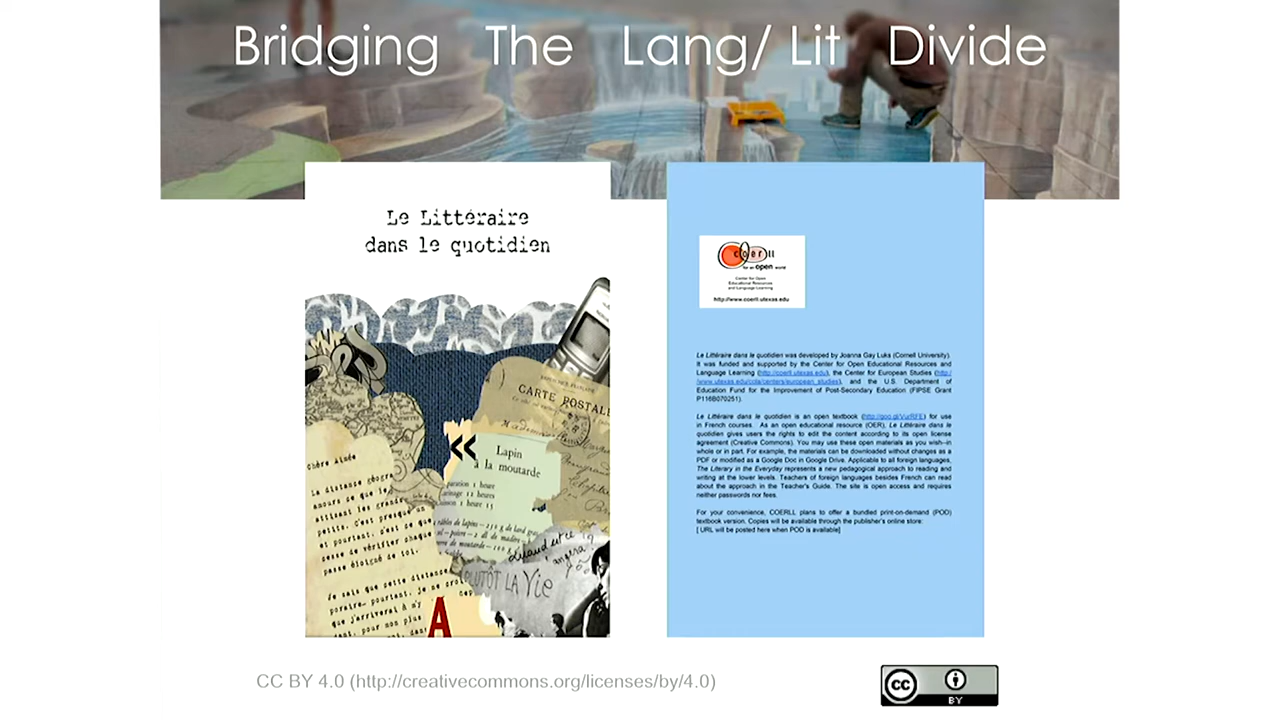 Bridging The Lang/ Lit Divide
Le Littéraire
dans le quotidien
CARTE POSTALE
«
Lapin
à la moutarde
Chère Aimée
La distance
PLUTÔT LA Vie
A
coerll
for an open world
Center for Open
Educational Resources
and Language Learning
http://www.coerll.utexas.edu
Le Littéraire dans le quotidien was developed by Joanna Gay Luks (Cornell University).
It was funded and supported by the Center for Open Educational Resources and
Language Learning (http://coerll.utexas.edu), the Center for European Studies (http:/
/www.utexas.edu/cola/centers/european_studies), and the U.S. Department of
Education Fund for the Improvement of Post-Secondary Education (FIPSE Grant
P116B070251).
Le Littéraire dans le quotidien is an open textbook (http://goo.gl/VurRFE) for use
in French courses. As an open educational resource (OER), Le Littéraire dans le
quotidien gives users the rights to edit the content according to its open license
agreement (Creative Commons). You may use these open materials as you wish--in
whole or in part. For example, the materials can be downloaded without changes as a
PDF or modified as a Google Doc in Google Drive. Applicable to all foreign languages,
The Literary in the Everyday represents a new pedagogical approach to reading and
writing at the lower levels. Teachers of foreign languages besides French can read
about the approach in the Teacher's Guide. The site is open access and requires
neither passwords nor fees.
For your convenience, COERLL plans to offer a bundled print-on-demand (POD)
textbook version. Copies will be available through the publisher's online store:
[ URL will be posted here when POD is available]
CC BY 4.0 (http://creativecommons.org/licenses/by/4.0)
cc
BY